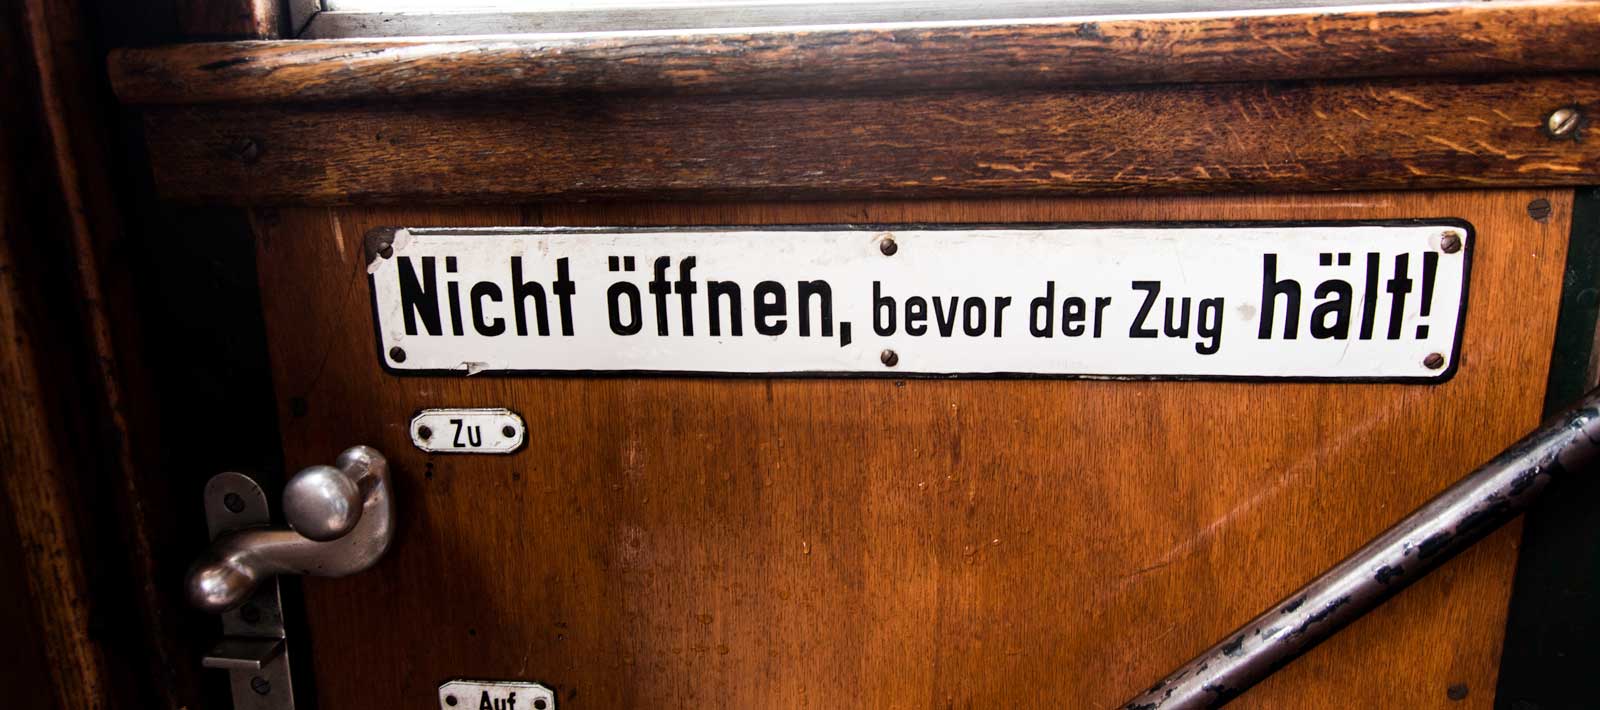 Nicht öffnen, bevor der Zug hält!
Zu
Auf